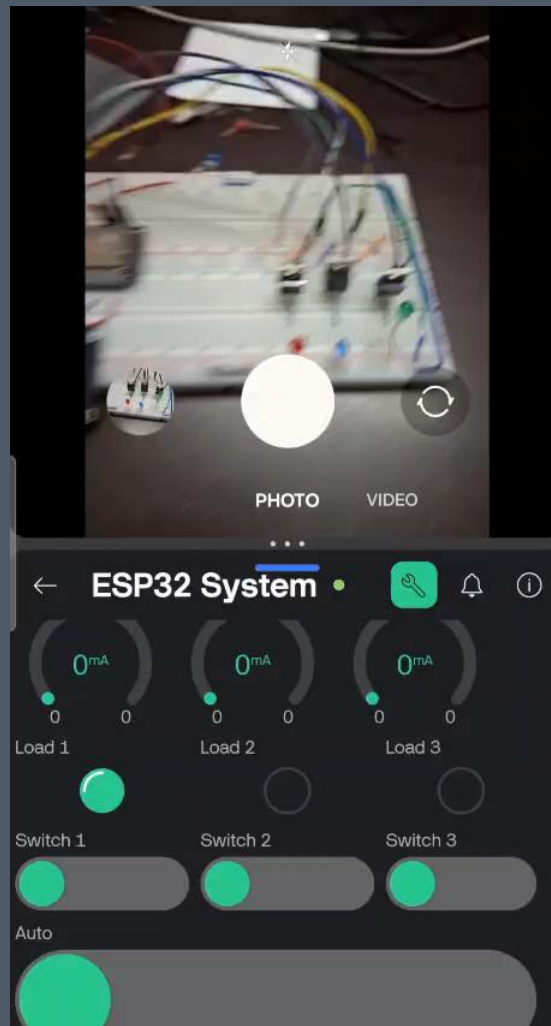 PHOTO VIDEO
ESP32 System
0mA 0mA 0mA
0 0 0 0 0 0
Load 1 Load 2 Load 3
Switch 1 Switch 2 Switch 3
Auto